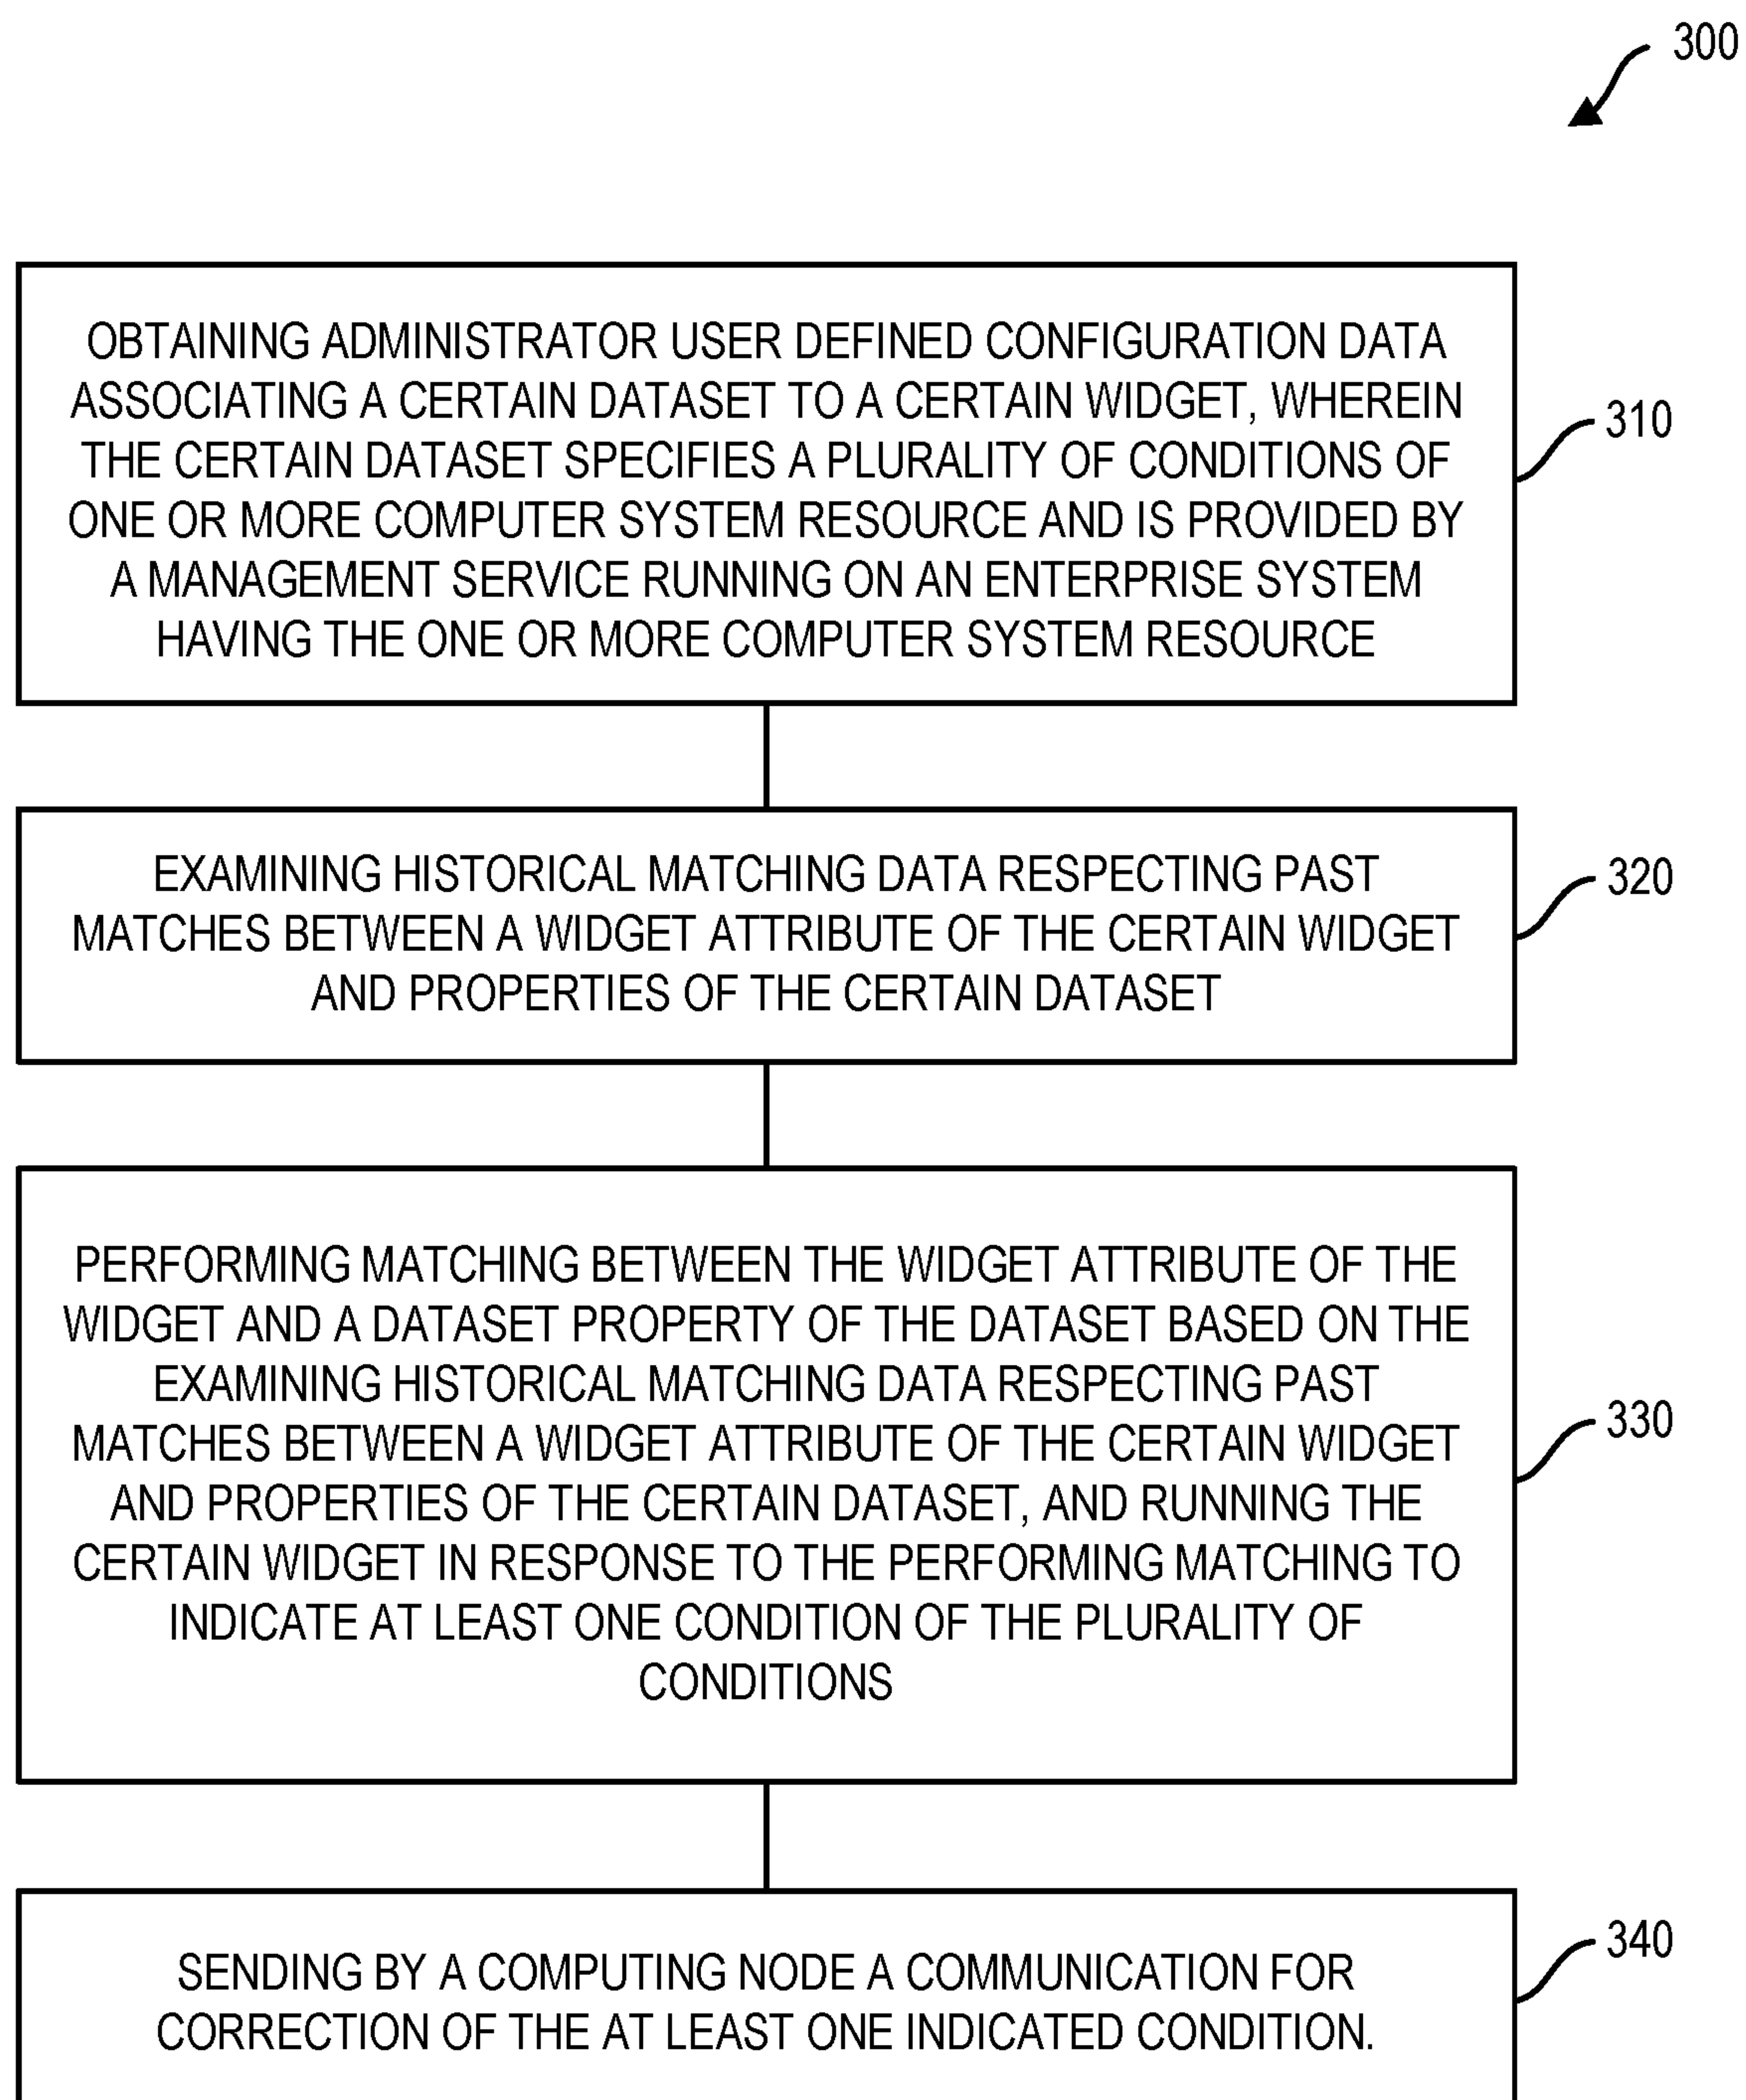 300
OBTAINING ADMINISTRATOR USER DEFINED CONFIGURATION DATA
ASSOCIATING A CERTAIN DATASET TO A CERTAIN WIDGET, WHEREIN
THE CERTAIN DATASET SPECIFIES A PLURALITY OF CONDITIONS OF
ONE OR MORE COMPUTER SYSTEM RESOURCE AND IS PROVIDED BY
A MANAGEMENT SERVICE RUNNING ON AN ENTERPRISE SYSTEM
HAVING THE ONE OR MORE COMPUTER SYSTEM RESOURCE
310
EXAMINING HISTORICAL MATCHING DATA RESPECTING PAST
MATCHES BETWEEN A WIDGET ATTRIBUTE OF THE CERTAIN WIDGET
AND PROPERTIES OF THE CERTAIN DATASET
320
PERFORMING MATCHING BETWEEN THE WIDGET ATTRIBUTE OF THE
WIDGET AND A DATASET PROPERTY OF THE DATASET BASED ON THE
EXAMINING HISTORICAL MATCHING DATA RESPECTING PAST
MATCHES BETWEEN A WIDGET ATTRIBUTE OF THE CERTAIN WIDGET
AND PROPERTIES OF THE CERTAIN DATASET, AND RUNNING THE
CERTAIN WIDGET IN RESPONSE TO THE PERFORMING MATCHING TO
INDICATE AT LEAST ONE CONDITION OF THE PLURALITY OF
CONDITIONS
330
SENDING BY A COMPUTING NODE A COMMUNICATION FOR
CORRECTION OF THE AT LEAST ONE INDICATED CONDITION.
340